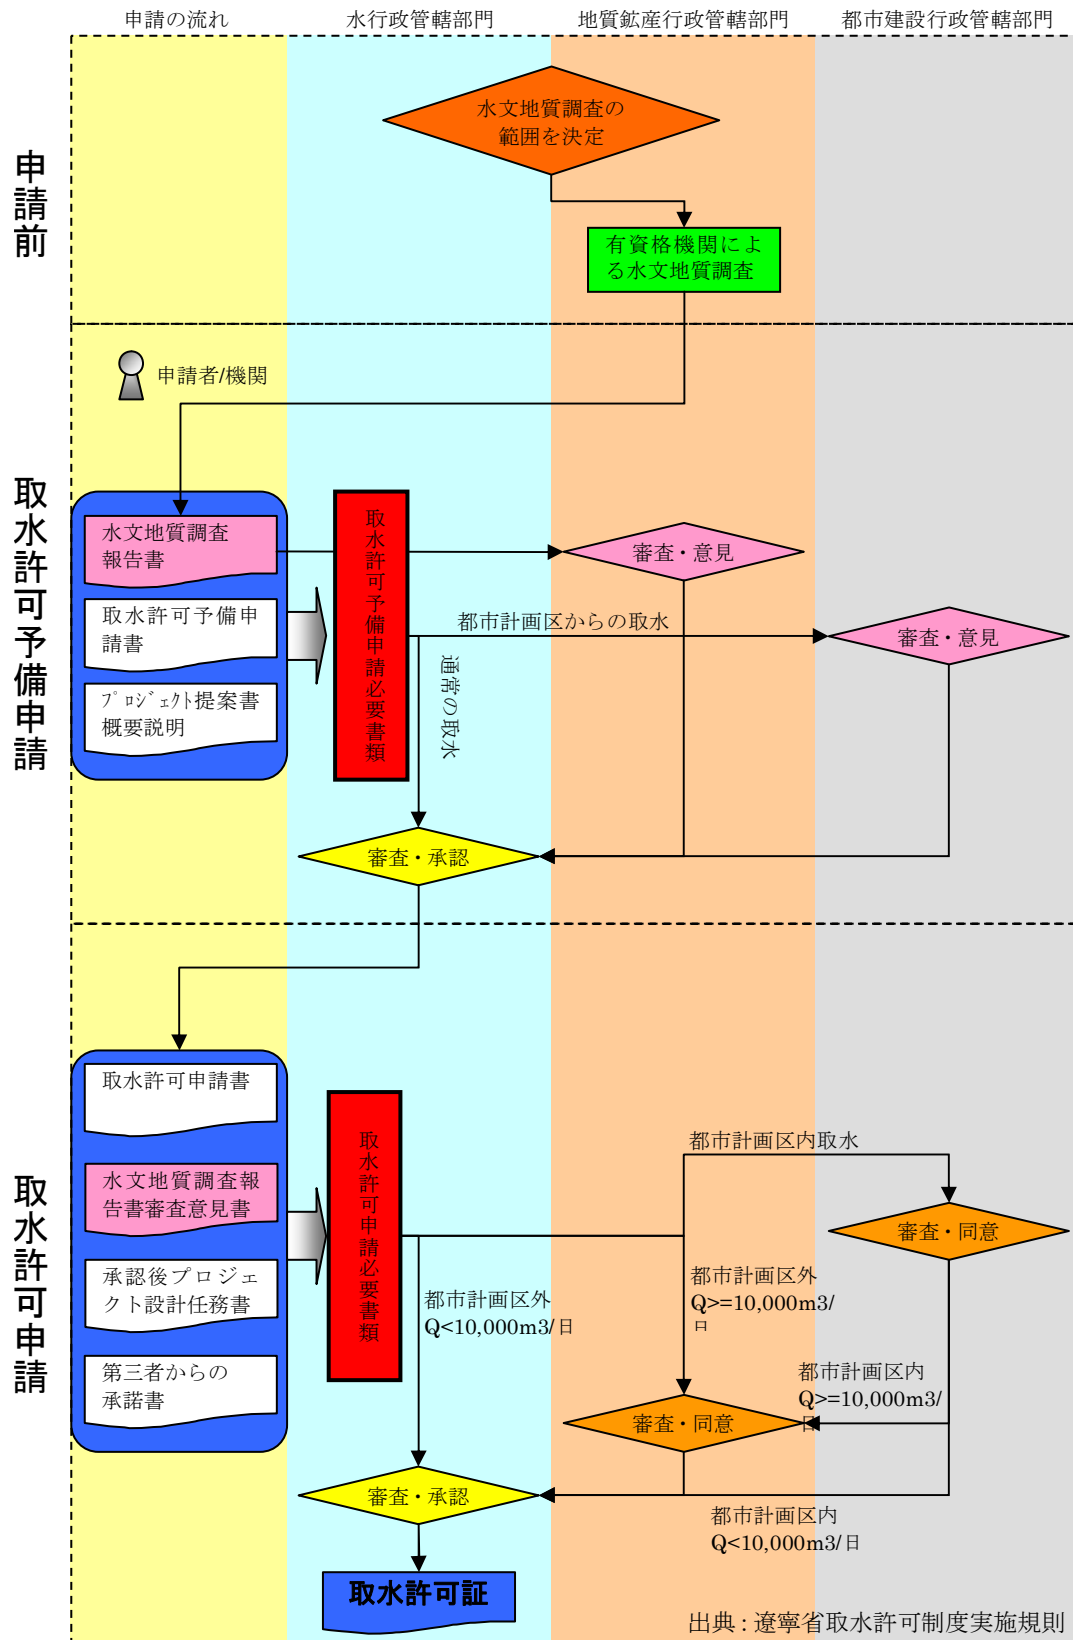 申請の流れ
水行政管轄部門
地質鉱産行政管轄部門
都市建設行政管轄部門
申請前
水文地質調査の
範囲を決定
有資格機関によ
る水文地質調査
申請者/機関
取水許可予備申請
水文地質調査
報告書
取水許可予備申
請書
ﾌﾟﾛｼﾞｪｸﾄ提案書
概要説明
取水許可予備申請必要書類
審査・意見
都市計画区からの取水
審査・意見
通常の取水
審査・承認
取水許可申請
取水許可申請書
水文地質調査報
告書審査意見書
承認後プロジェ
クト設計任務書
第三者からの
承諾書
取水許可申請必要書類
都市計画区内取水
審査・同意
都市計画区外
Q>=10,000m3/
日
都市計画区外
Q<10,000m3/日
都市計画区内
Q>=10,000m3/
日
審査・同意
審査・承認
都市計画区内
Q<10,000m3/日
取水許可証
出典：遼寧省取水許可制度実施規則